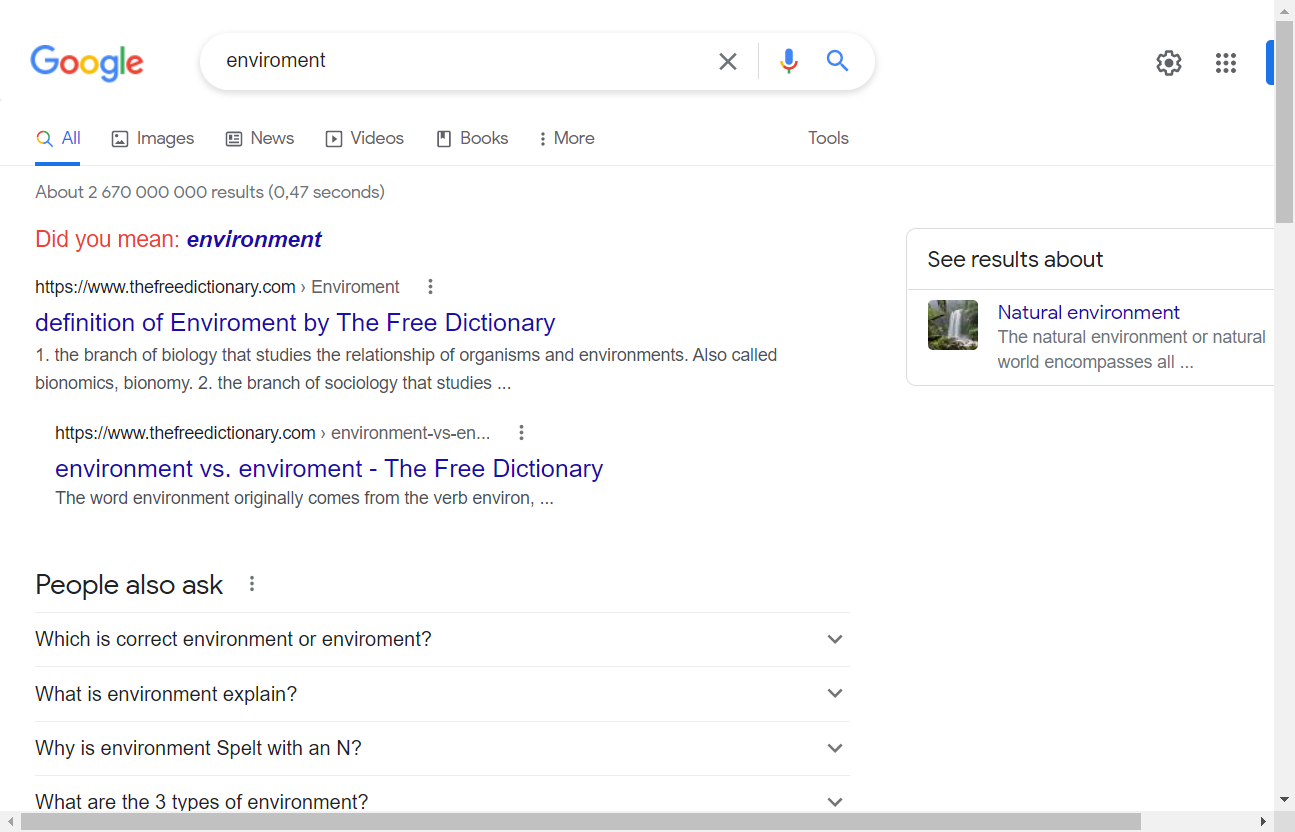 Google
enviroment
All
Images
News
Videos
Books
More
Tools
About 2 670 000 000 results (0,47 seconds)
Did you mean: environment
https://www.thefreedictionary.com › Enviroment
definition of Enviroment by The Free Dictionary
1. the branch of biology that studies the relationship of organisms and environments. Also called
bionomics, bionomy. 2. the branch of sociology that studies ...
https://www.thefreedictionary.com › environment-vs-en...
environment vs. enviroment - The Free Dictionary
The word environment originally comes from the verb environ, ...
People also ask
Which is correct environment or enviroment?
What is environment explain?
Why is environment Spelt with an N?
What are the 3 types of environment?
See results about
Natural environment
The natural environment or natural
world encompasses all ...